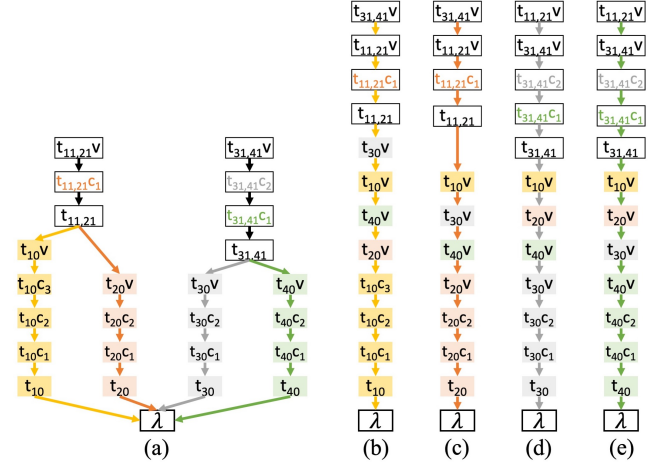 t11,21v
t11,21c1
t11,21
t10v
t10c3
t10c2
t10c1
t10
t20v
t20c2
t20c1
t20
t31,41v
t31,41c2
t31,41c1
t31,41
t30v
t30c2
t30c1
t30
t40v
t40c2
t40c1
t40
λ
(a)
t31,41v
t11,21v
t11,21c1
t11,21
t30v
t10v
t40v
t20v
t10c3
t10c2
t10c1
t10
λ
(b)
t31,41v
t11,21v
t11,21c1
t11,21
t10v
t30v
t40v
t20v
t20c2
t20c1
t20
λ
(c)
t11,21v
t31,41v
t31,41c2
t31,41c1
t31,41
t10v
t20v
t40v
t30v
t30c2
t30c1
t30
λ
(d)
t11,21v
t31,41v
t31,41c2
t31,41c1
t31,41
t10v
t20v
t30v
t40v
t40c2
t40c1
t40
λ
(e)